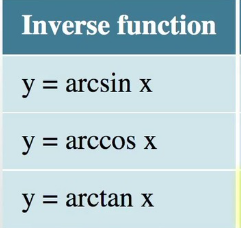 Inverse function
y = arcsin x
y = arccos x
y = arctan x